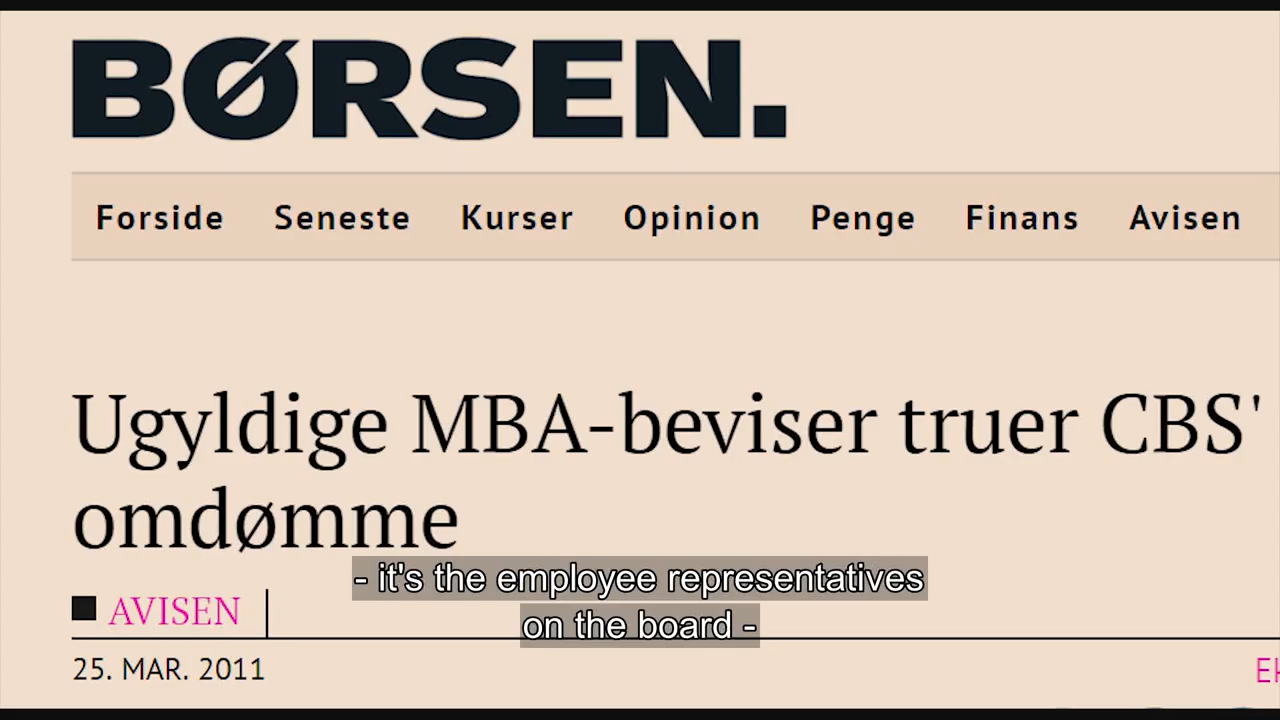 BØRSEN.
Forside Seneste Kurser Opinion Penge Finans Avisen
Ugyldige MBA-beviser truer CBS'
omdømme
- it's the employee representatives
on the board -
AVISEN
25. MAR. 2011